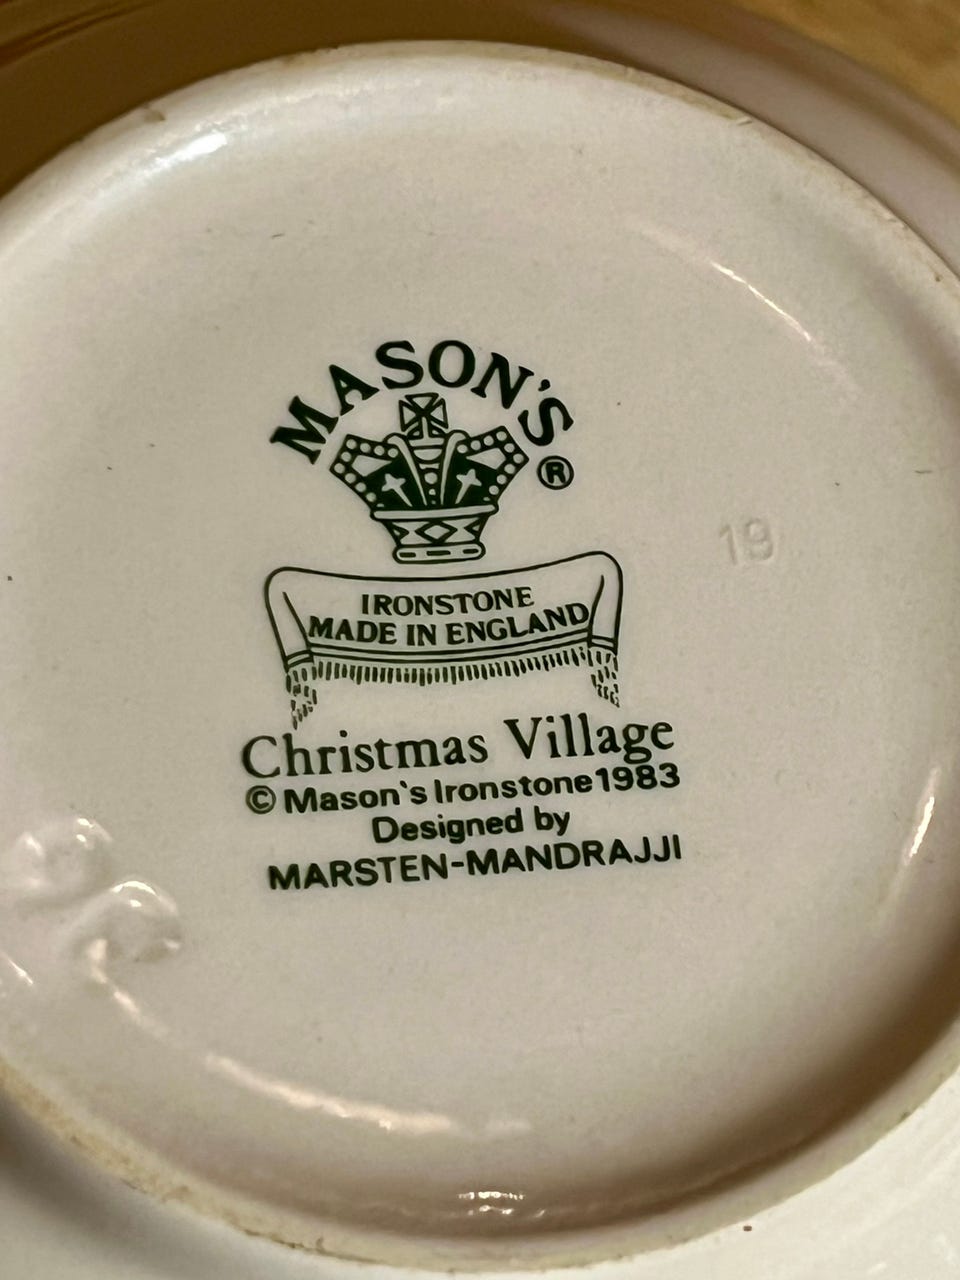 MASON'S
®
IRONSTONE
MADE IN ENGLAND
19
Christmas Village
© Mason's Ironstone 1983
Designed by
MARSTEN-MANDRAJJI